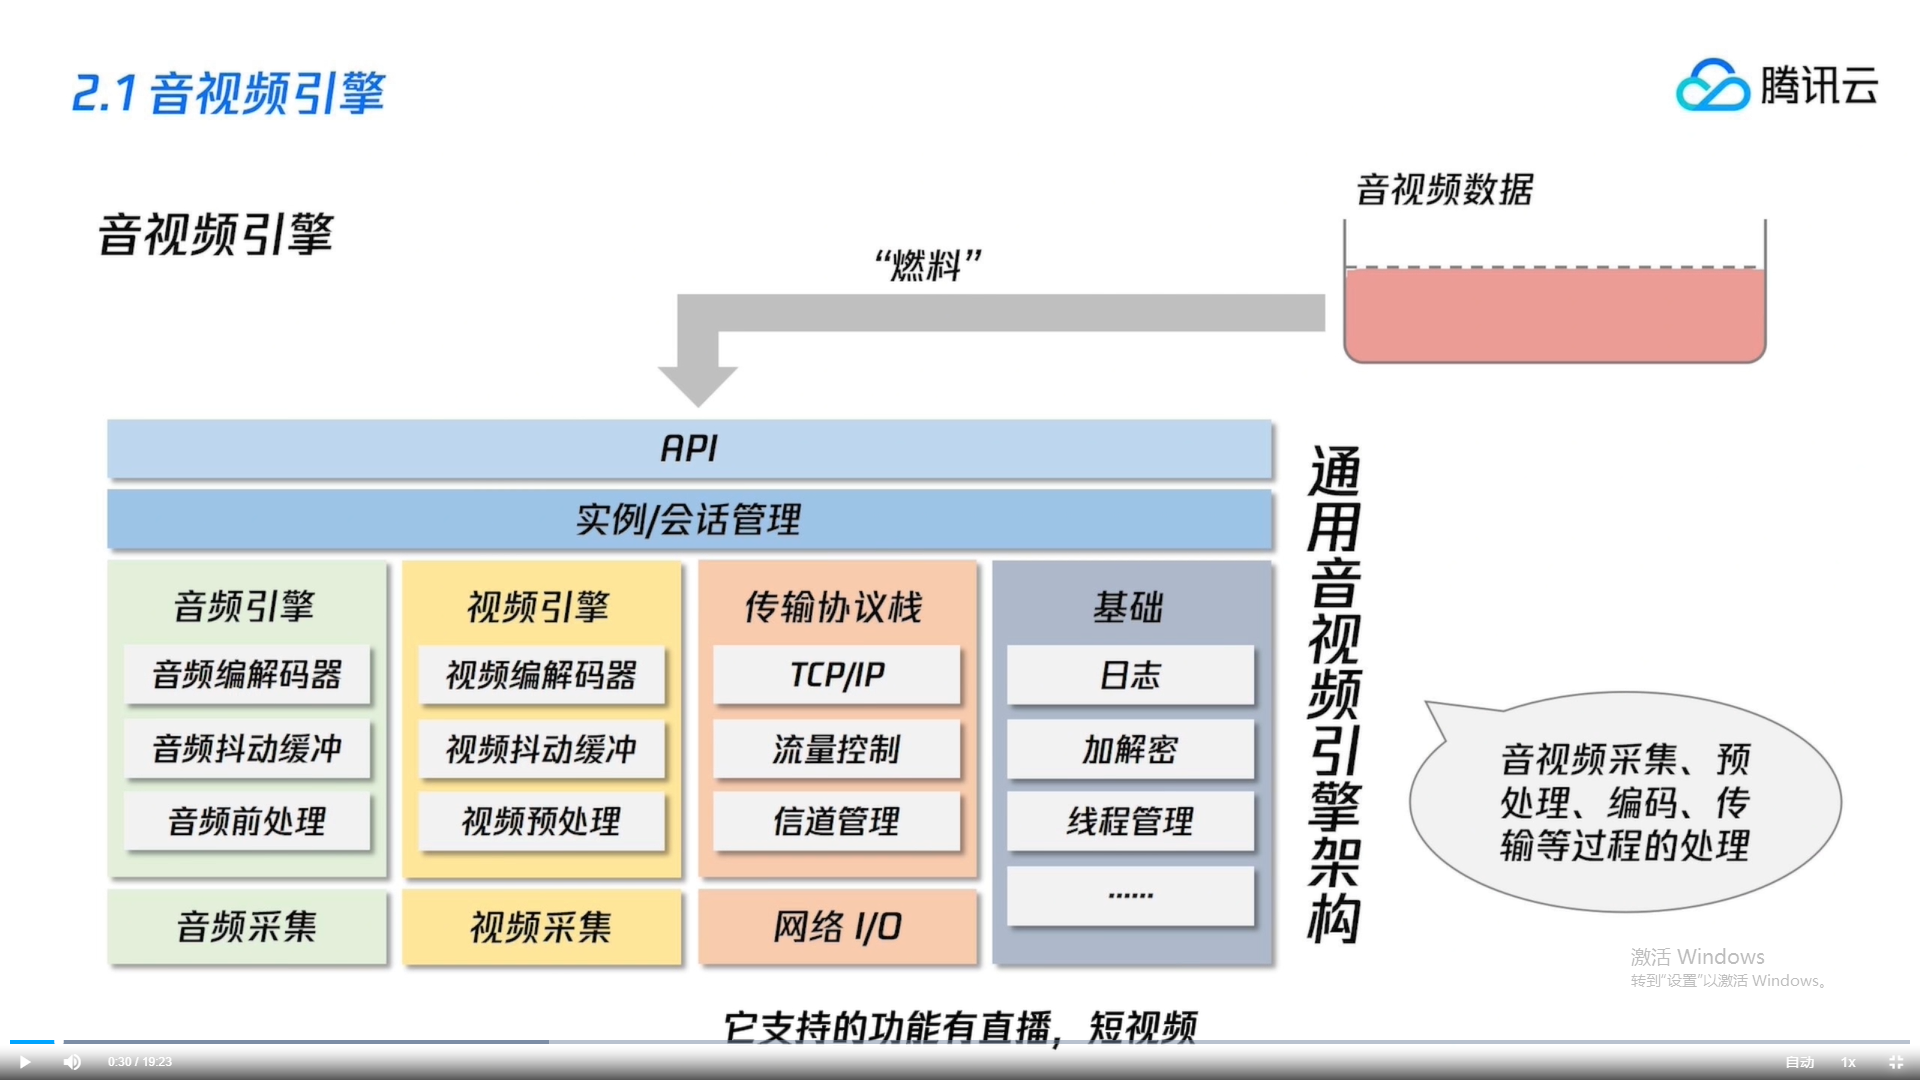 2.1 音视频引擎
腾讯云
音视频引擎
音视频数据
“燃料”
API
实例/会话管理
音频引擎
音频编解码器
音频抖动缓冲
音频前处理
音频采集
视频引擎
视频编解码器
视频抖动缓冲
视频预处理
视频采集
传输协议栈
TCP/IP
流量控制
信道管理
网络 I/O
基础
日志
加解密
线程管理
······
通用音视频引擎架构
音视频采集、预
处理、编码、传
输等过程的处理
激活 Windows
转到“设置”以激活 Windows。
它支持的功能有直播，短视频
0:30 / 19:23
自动
1x